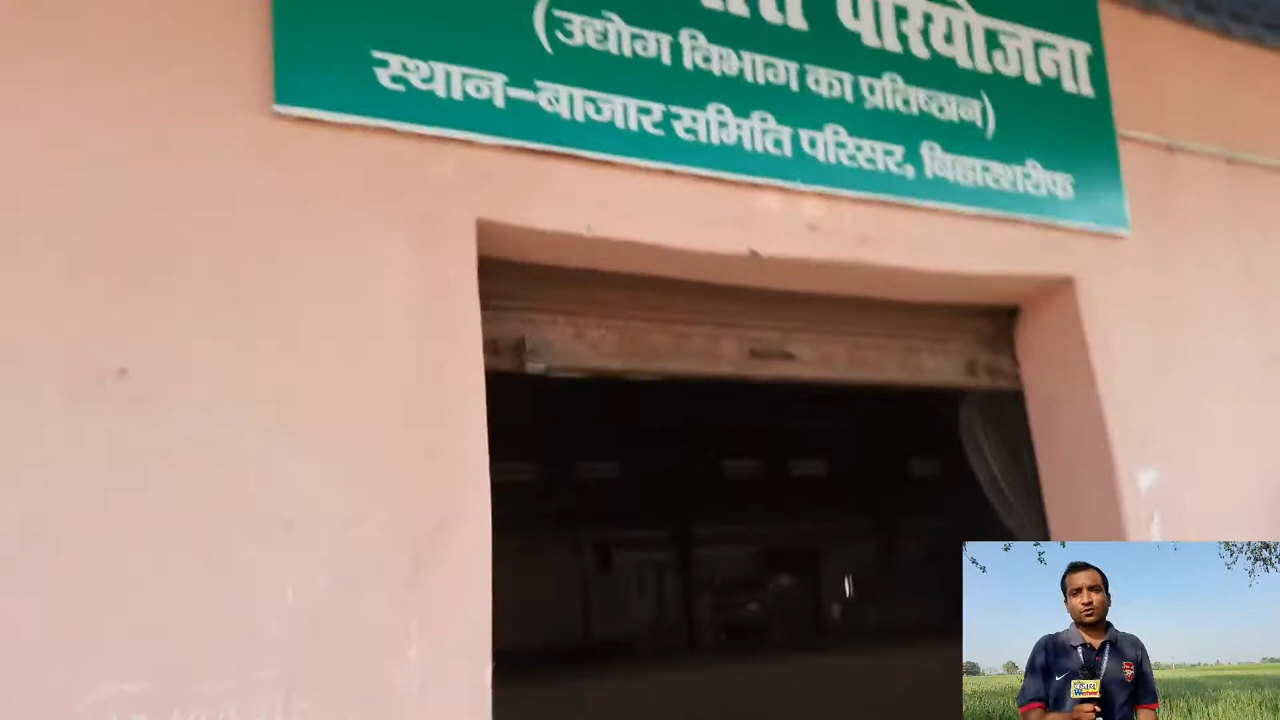 परियोजना
(उद्योग विभाग का प्रतिष्ठान)
स्थान-बाजार समिति परिसर, बिहारशरीफ